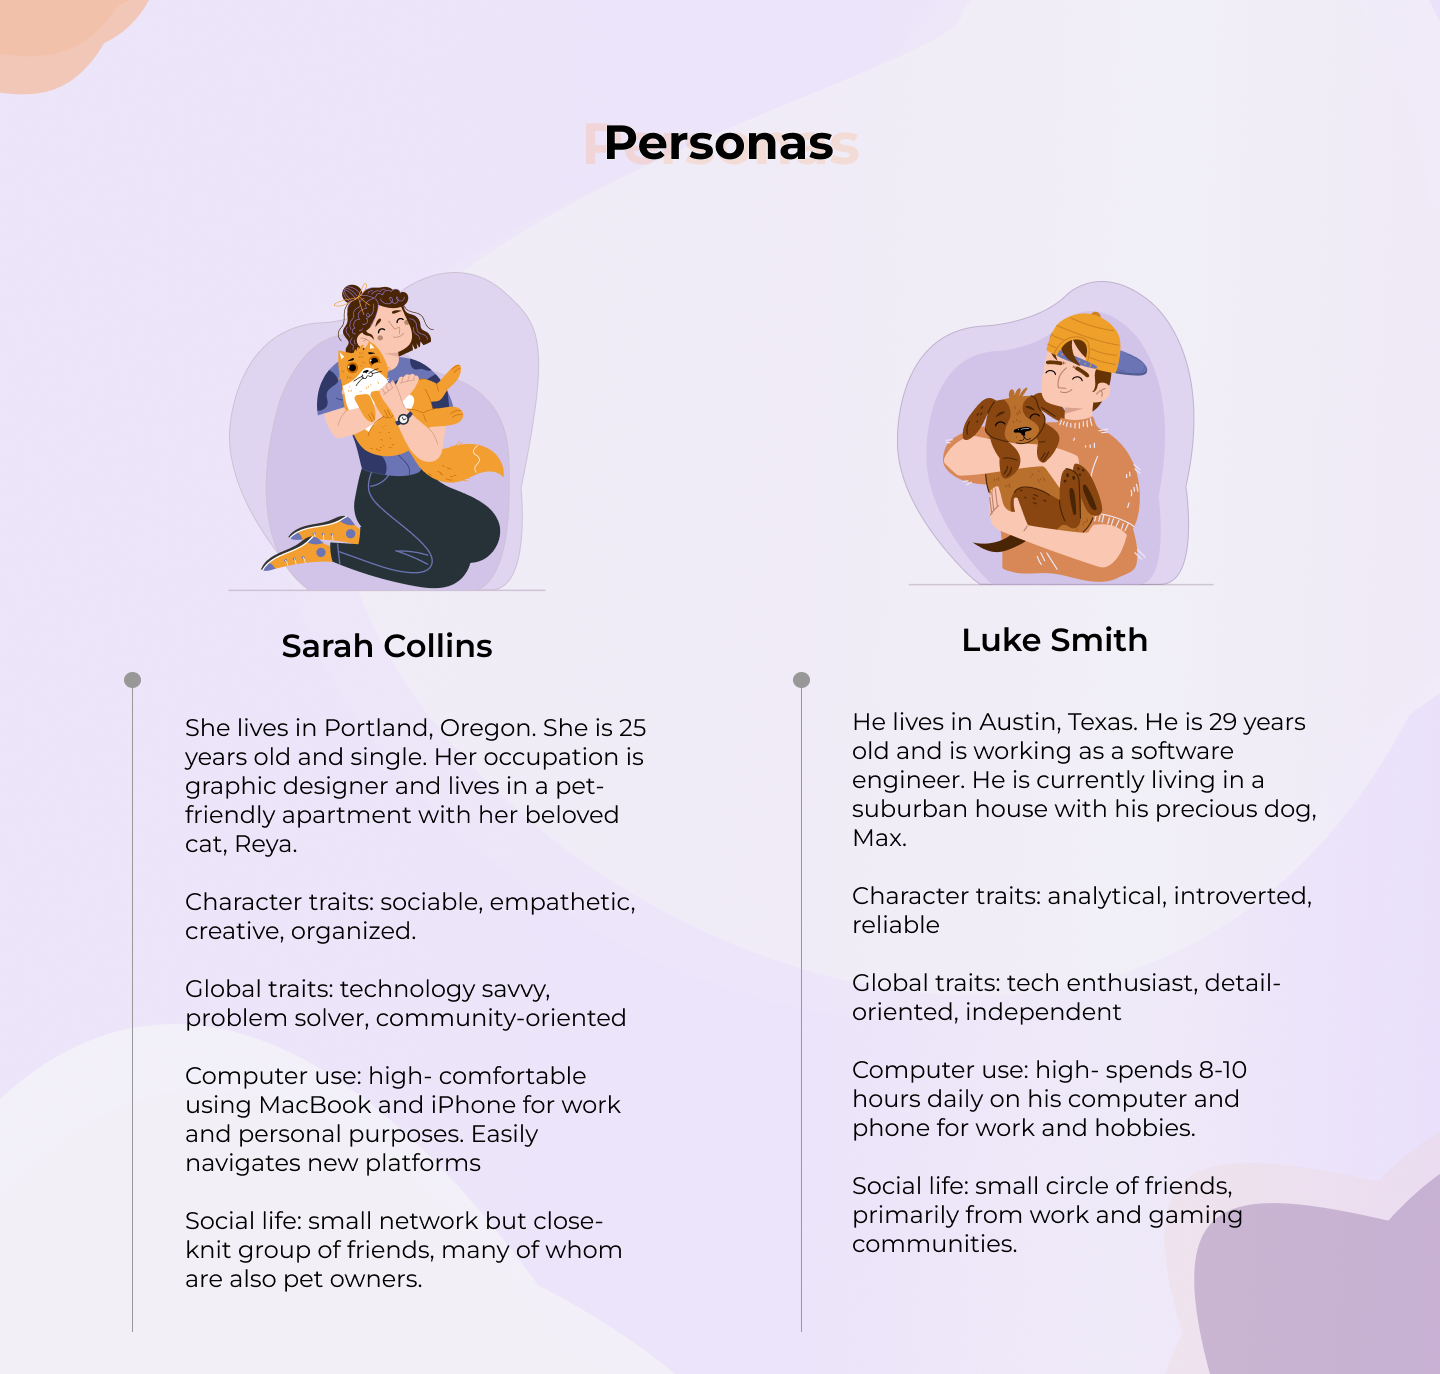 Personas
Sarah Collins
She lives in Portland, Oregon. She is 25
years old and single. Her occupation is
graphic designer and lives in a pet-
friendly apartment with her beloved
cat, Reya.
Character traits: sociable, empathetic,
creative, organized.
Global traits: technology savvy,
problem solver, community-oriented
Computer use: high- comfortable
using MacBook and iPhone for work
and personal purposes. Easily
navigates new platforms
Social life: small network but close-
knit group of friends, many of whom
are also pet owners.
Luke Smith
He lives in Austin, Texas. He is 29 years
old and is working as a software
engineer. He is currently living in a
suburban house with his precious dog,
Max.
Character traits: analytical, introverted,
reliable
Global traits: tech enthusiast, detail-
oriented, independent
Computer use: high- spends 8-10
hours daily on his computer and
phone for work and hobbies.
Social life: small circle of friends,
primarily from work and gaming
communities.